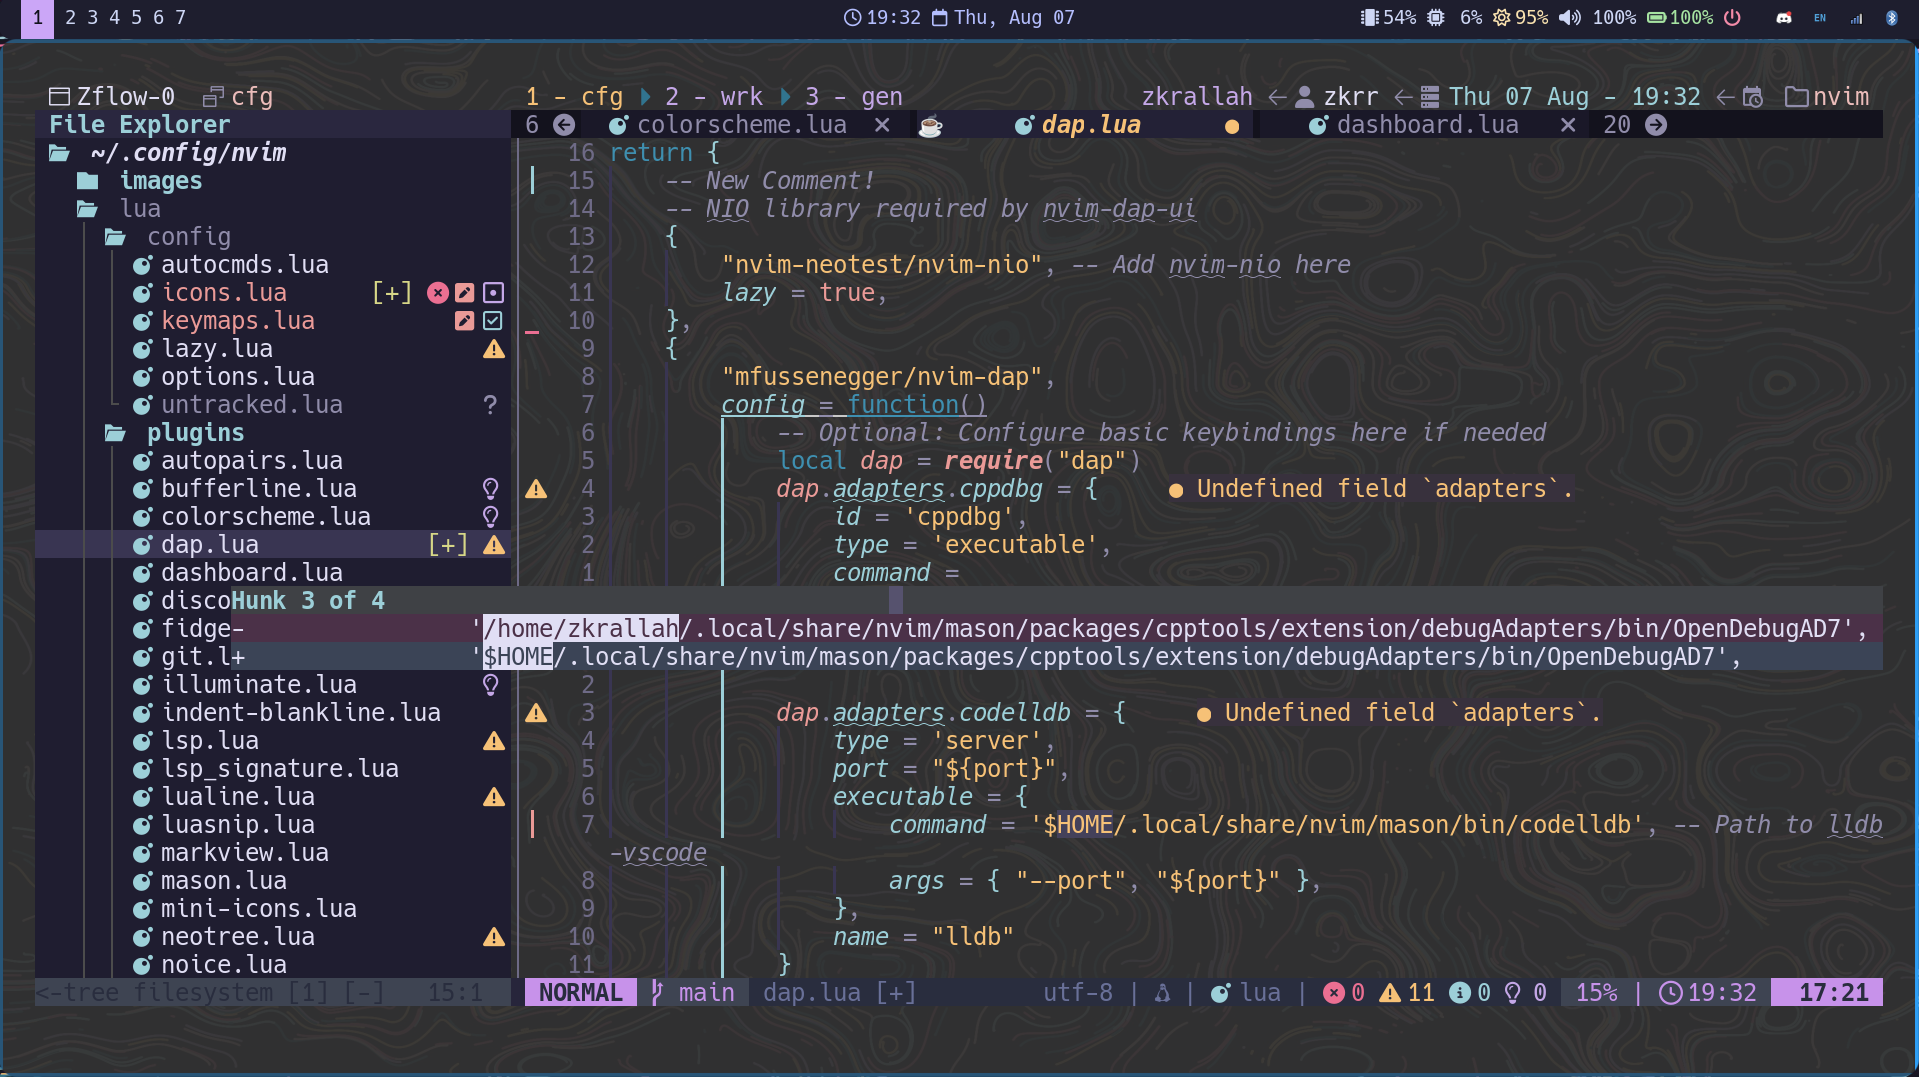 1 2 3 4 5 6 7 19:32 Thu, Aug 07 54% 6% 95% 100% 100% EN
Zflow-0 cfg 1 - cfg 2 - wrk 3 - gen zkrallah zkrr Thu 07 Aug - 19:32 nvim
File Explorer
~/.config/nvim
images
lua
config
autocmds.lua
icons.lua [+]
keymaps.lua
lazy.lua
options.lua
untracked.lua ?
plugins
autopairs.lua
bufferline.lua
colorscheme.lua
dap.lua [+]
dashboard.lua
disco
fidge
git.l
illuminate.lua
indent-blankline.lua
lsp.lua
lsp_signature.lua
lualine.lua
luasnip.lua
markview.lua
mason.lua
mini-icons.lua
neotree.lua
noice.lua
<-tree filesystem [1] [-] 15:1
6 colorscheme.lua dap.lua dashboard.lua 20
16 return {
15 -- New Comment!
14 -- NIO library required by nvim-dap-ui
13 {
12 "nvim-neotest/nvim-nio", -- Add nvim-nio here
11 lazy = true,
10 },
9 {
8 "mfussenegger/nvim-dap",
7 config = function()
6 -- Optional: Configure basic keybindings here if needed
5 local dap = require("dap")
4 dap.adapters.cppdbg = { ● Undefined field `adapters`.
3 id = 'cppdbg',
2 type = 'executable',
1 command =
Hunk 3 of 4
- '/home/zkrallah/.local/share/nvim/mason/packages/cpptools/extension/debugAdapters/bin/OpenDebugAD7',
+ '$HOME/.local/share/nvim/mason/packages/cpptools/extension/debugAdapters/bin/OpenDebugAD7',
2
3 dap.adapters.codelldb = { ● Undefined field `adapters`.
4 type = 'server',
5 port = "${port}",
6 executable = {
7 command = '$HOME/.local/share/nvim/mason/bin/codelldb', -- Path to lldb
-vscode
8 args = { "--port", "${port}" },
9 },
10 name = "lldb"
11 }
NORMAL main dap.lua [+] utf-8 | | lua | 0 11 0 0 15% | 19:32 17:21